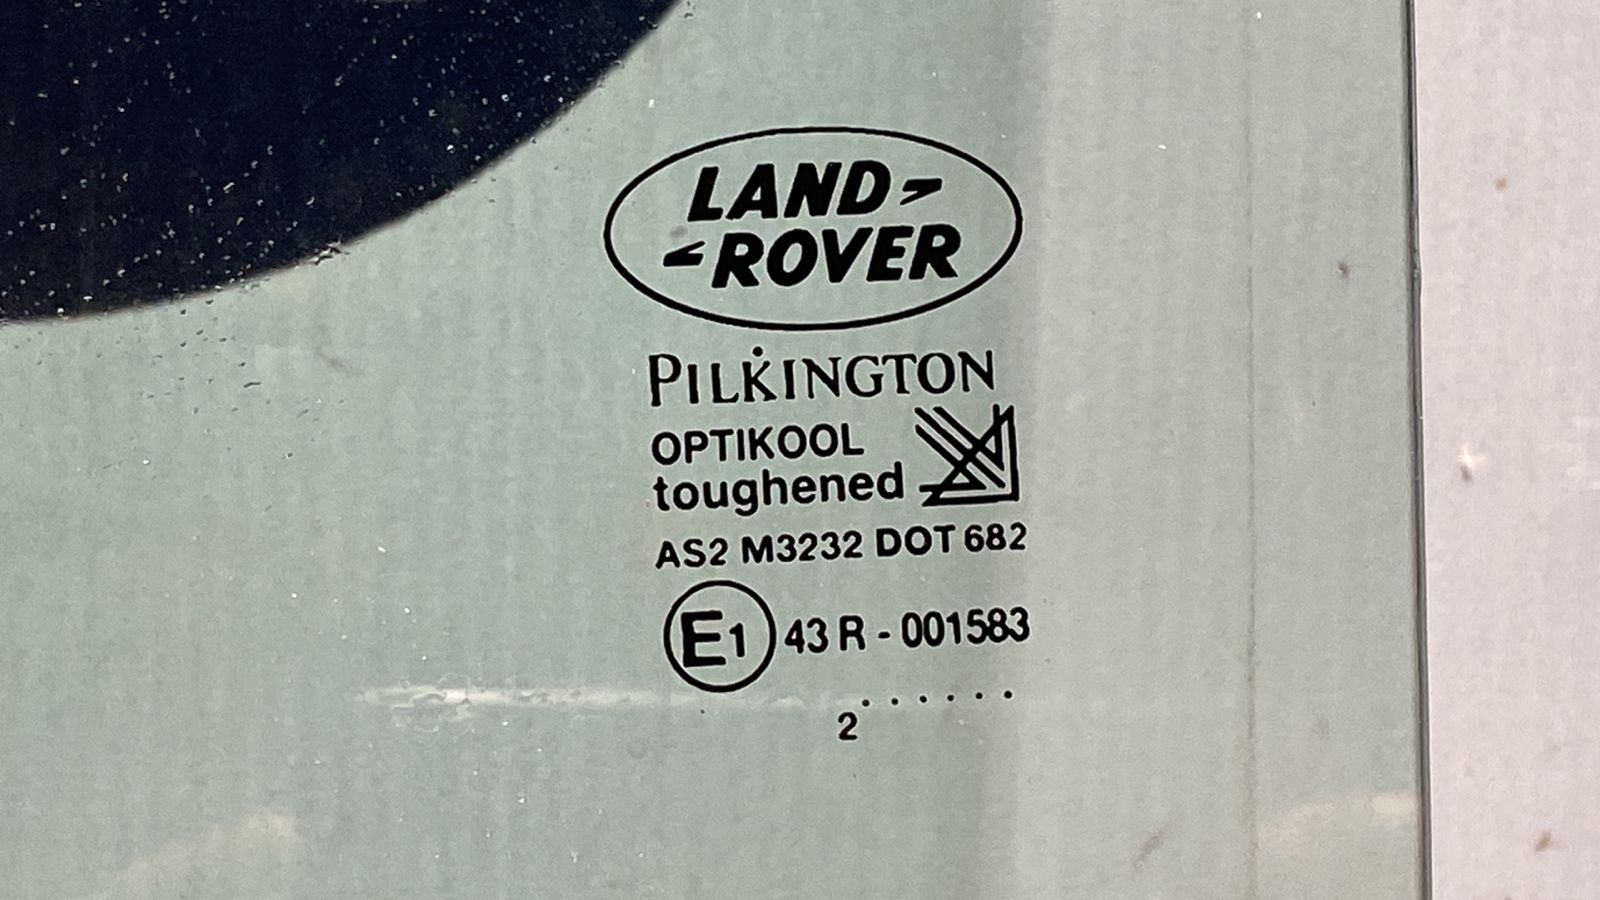 LAND
ROVER
PILKINGTON
OPTIKOOL
toughened
AS2 M3232 DOT 682
E1 43 R - 001583
2 . . . . . .